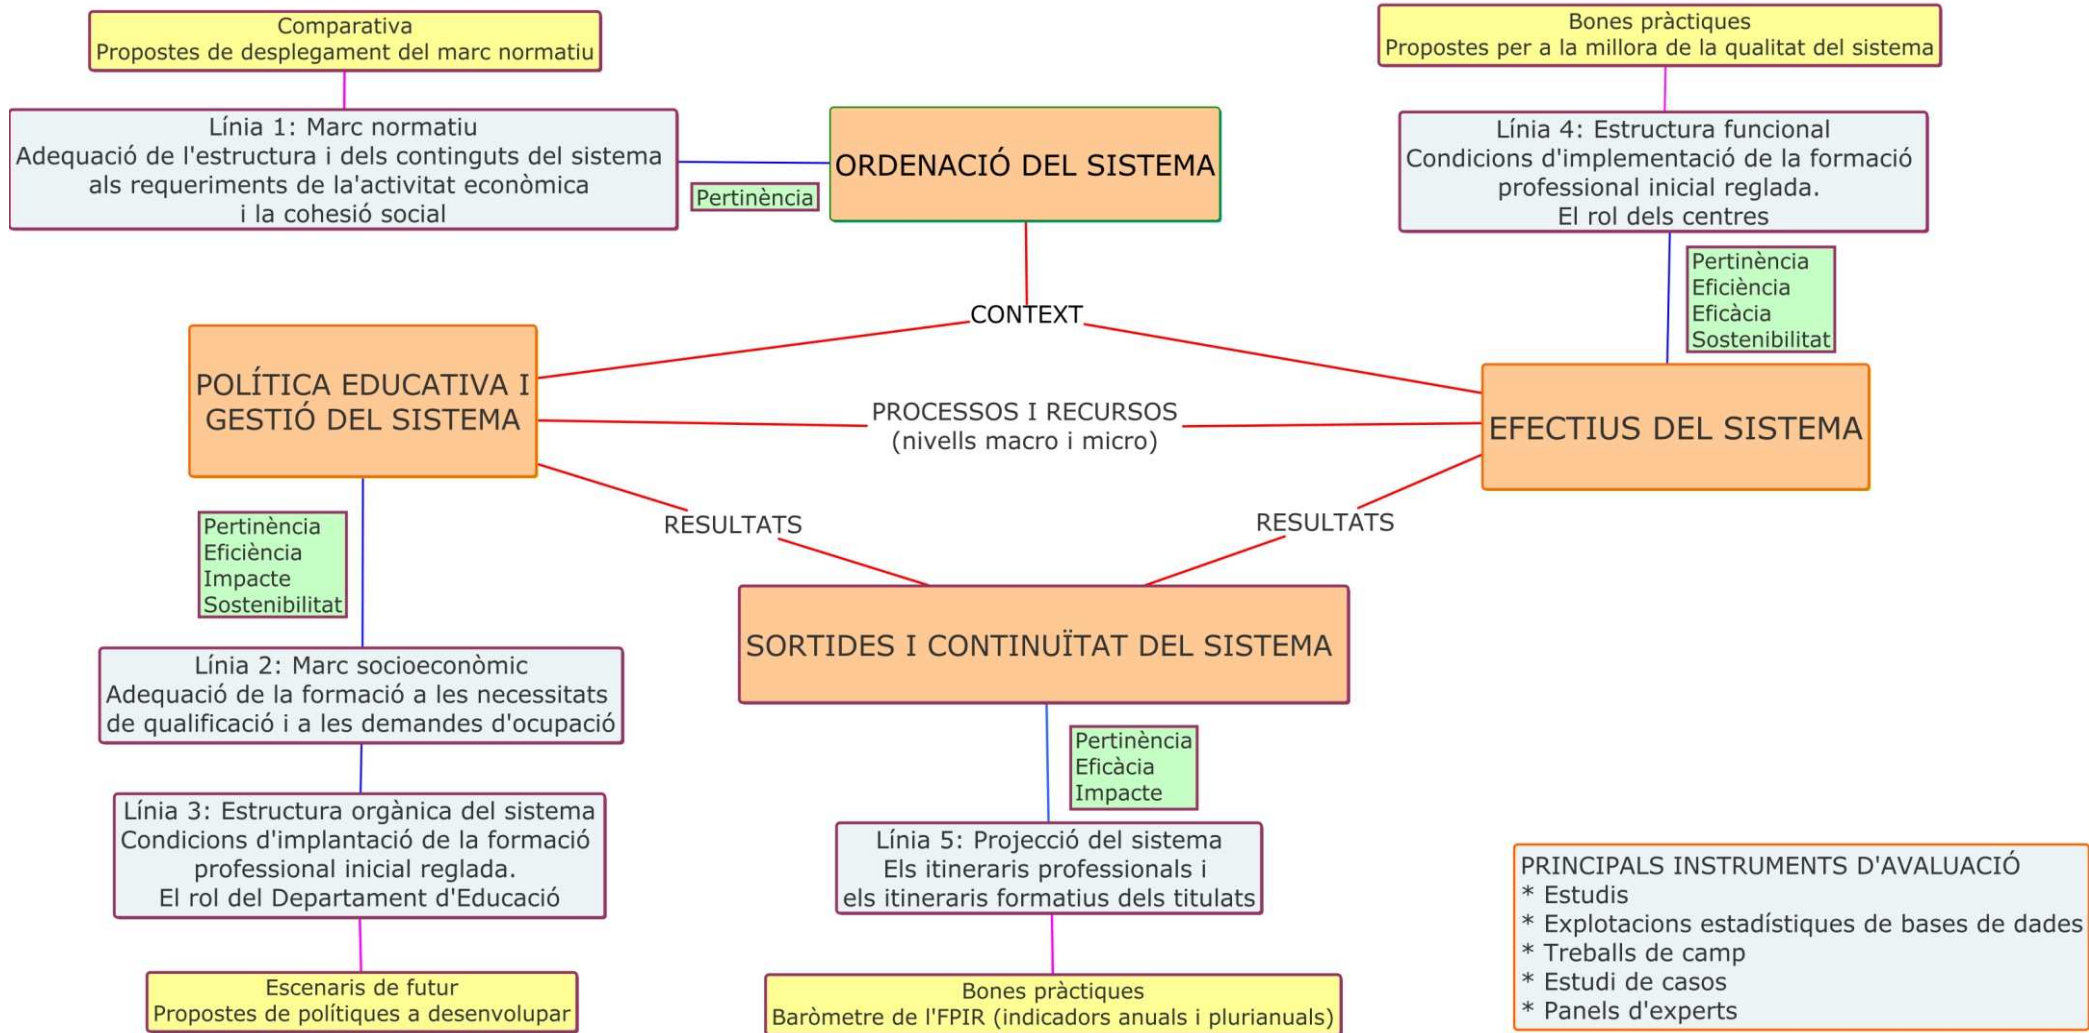 Comparativa
Propostes de desplegament del marc normatiu
Bones pràctiques
Propostes per a la millora de la qualitat del sistema
Línia 1: Marc normatiu
Adequació de l'estructura i dels continguts del sistema
als requeriments de la'activitat econòmica
i la cohesió social
Pertinència
ORDENACIÓ DEL SISTEMA
Línia 4: Estructura funcional
Condicions d'implementació de la formació
professional inicial reglada.
El rol dels centres
Pertinència
Eficiència
Eficàcia
Sostenibilitat
CONTEXT
POLÍTICA EDUCATIVA I
GESTIÓ DEL SISTEMA
PROCESSOS I RECURSOS
(nivells macro i micro)
EFECTIUS DEL SISTEMA
RESULTATS
RESULTATS
Pertinència
Eficiència
Impacte
Sostenibilitat
SORTIDES I CONTINUÏTAT DEL SISTEMA
Línia 2: Marc socioeconòmic
Adequació de la formació a les necessitats
de qualificació i a les demandes d'ocupació
Pertinència
Eficàcia
Impacte
Línia 3: Estructura orgànica del sistema
Condicions d'implantació de la formació
professional inicial reglada.
El rol del Departament d'Educació
Línia 5: Projecció del sistema
Els itineraris professionals i
els itineraris formatius dels titulats
Escenaris de futur
Propostes de polítiques a desenvolupar
Bones pràctiques
Baròmetre de l'FPIR (indicadors anuals i plurianuals)
PRINCIPALS INSTRUMENTS D'AVALUACIÓ
* Estudis
* Explotacions estadístiques de bases de dades
* Treballs de camp
* Estudi de casos
* Panels d'experts